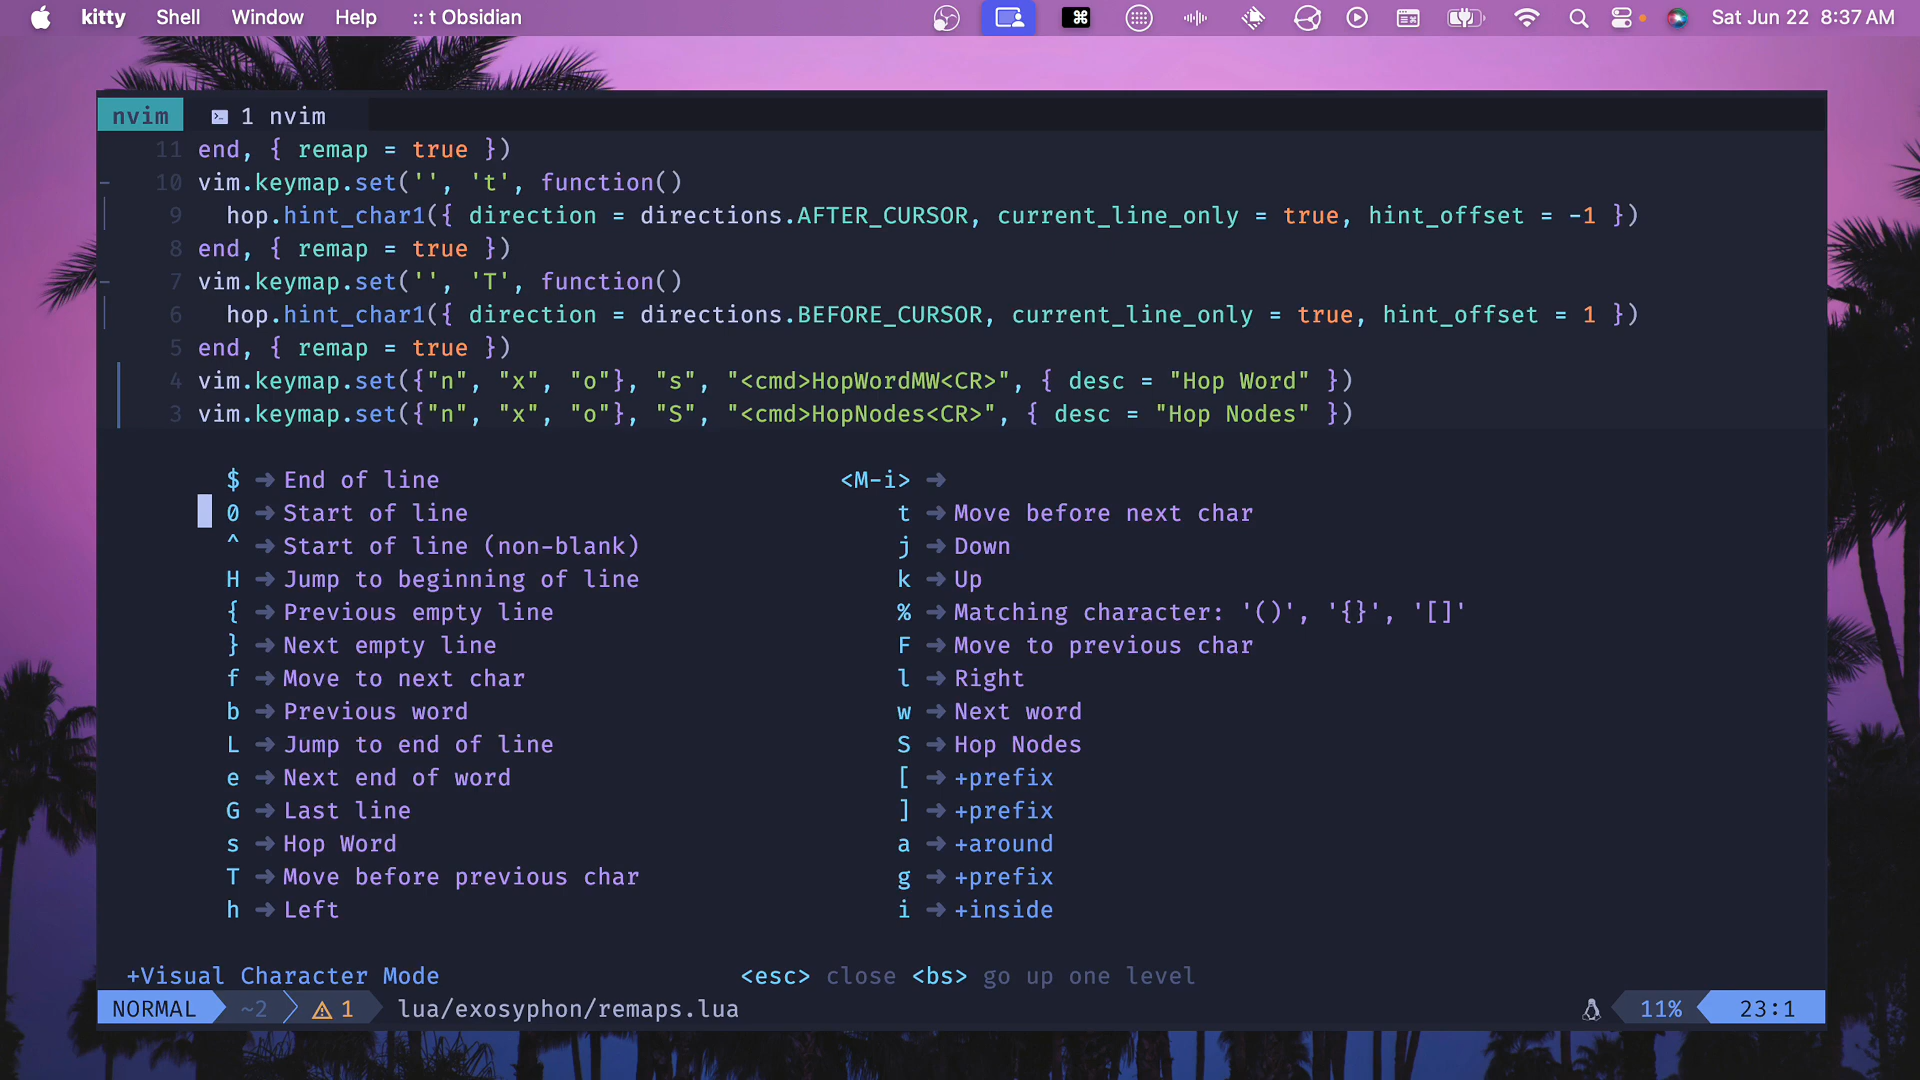 kitty Shell Window Help :: t Obsidian Sat Jun 22 8:37 AM
nvim 1 nvim
11 end, { remap = true })
10 vim.keymap.set('', 't', function()
9 hop.hint_char1({ direction = directions.AFTER_CURSOR, current_line_only = true, hint_offset = -1 })
8 end, { remap = true })
7 vim.keymap.set('', 'T', function()
6 hop.hint_char1({ direction = directions.BEFORE_CURSOR, current_line_only = true, hint_offset = 1 })
5 end, { remap = true })
4 vim.keymap.set({"n", "x", "o"}, "s", "<cmd>HopWordMW<CR>", { desc = "Hop Word" })
3 vim.keymap.set({"n", "x", "o"}, "S", "<cmd>HopNodes<CR>", { desc = "Hop Nodes" })
$ ➜ End of line <M-i> ➜
0 ➜ Start of line t ➜ Move before next char
^ ➜ Start of line (non-blank) j ➜ Down
H ➜ Jump to beginning of line k ➜ Up
{ ➜ Previous empty line % ➜ Matching character: '()', '{}', '[]'
} ➜ Next empty line F ➜ Move to previous char
f ➜ Move to next char l ➜ Right
b ➜ Previous word w ➜ Next word
L ➜ Jump to end of line S ➜ Hop Nodes
e ➜ Next end of word [ ➜ +prefix
G ➜ Last line ] ➜ +prefix
s ➜ Hop Word a ➜ +around
T ➜ Move before previous char g ➜ +prefix
h ➜ Left i ➜ +inside
+Visual Character Mode <esc> close <bs> go up one level
NORMAL ~2 ⚠ 1 lua/exosyphon/remaps.lua 11% 23:1